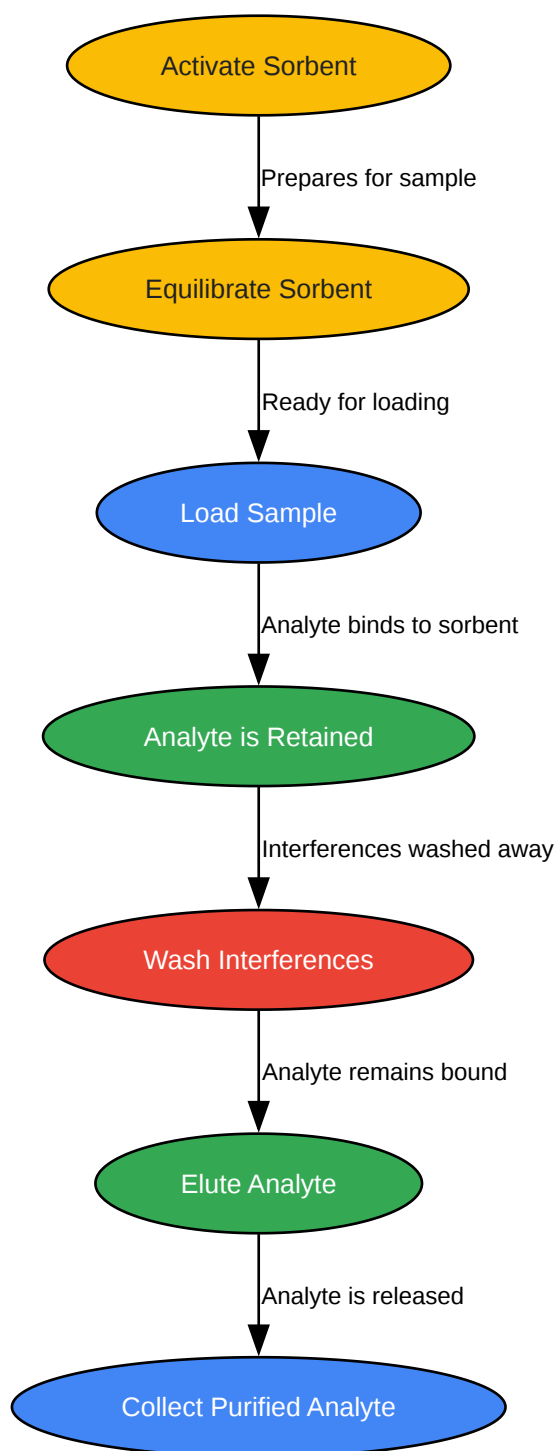 Activate Sorbent
Prepares for sample
Equilibrate Sorbent
Ready for loading
Load Sample
Analyte binds to sorbent
Analyte is Retained
Interferences washed away
Wash Interferences
Analyte remains bound
Elute Analyte
Analyte is released
Collect Purified Analyte